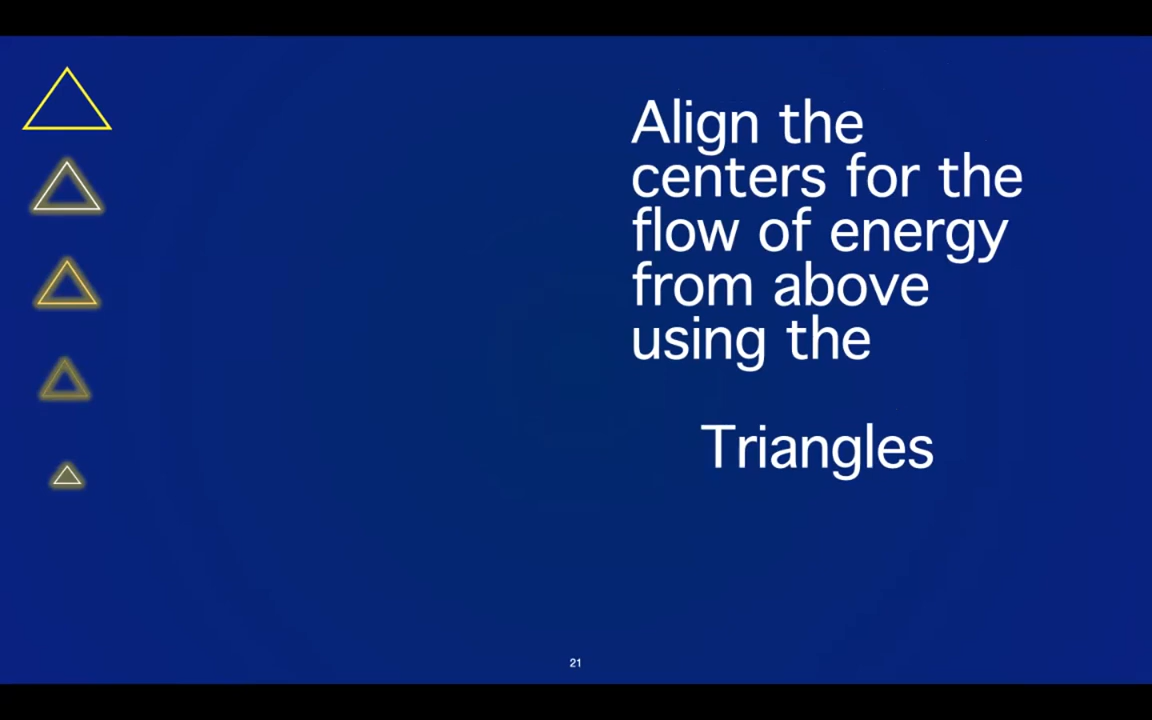 Align the
centers for the
flow of energy
from above
using the
Triangles
21